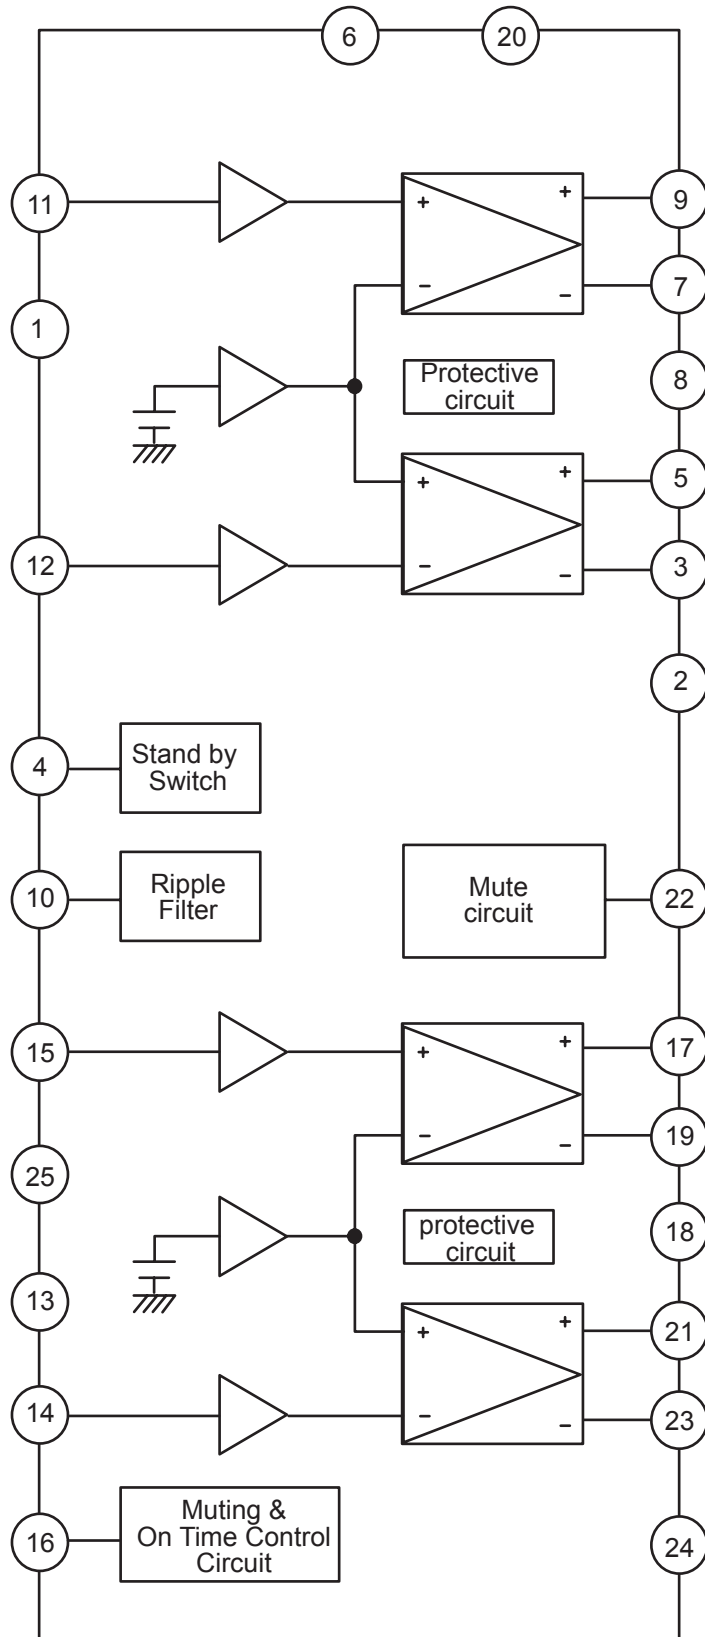 6 20
11 + + 9
− − 7
1
Protective
circuit
8
+ + 5
12 − − 3
2
4 Stand by
Switch
10 Ripple
Filter
Mute
circuit
22
15 + + 17
− − 19
25
protective
circuit
18
13
+ + 21
14 − − 23
16 Muting &
On Time Control
Circuit
24